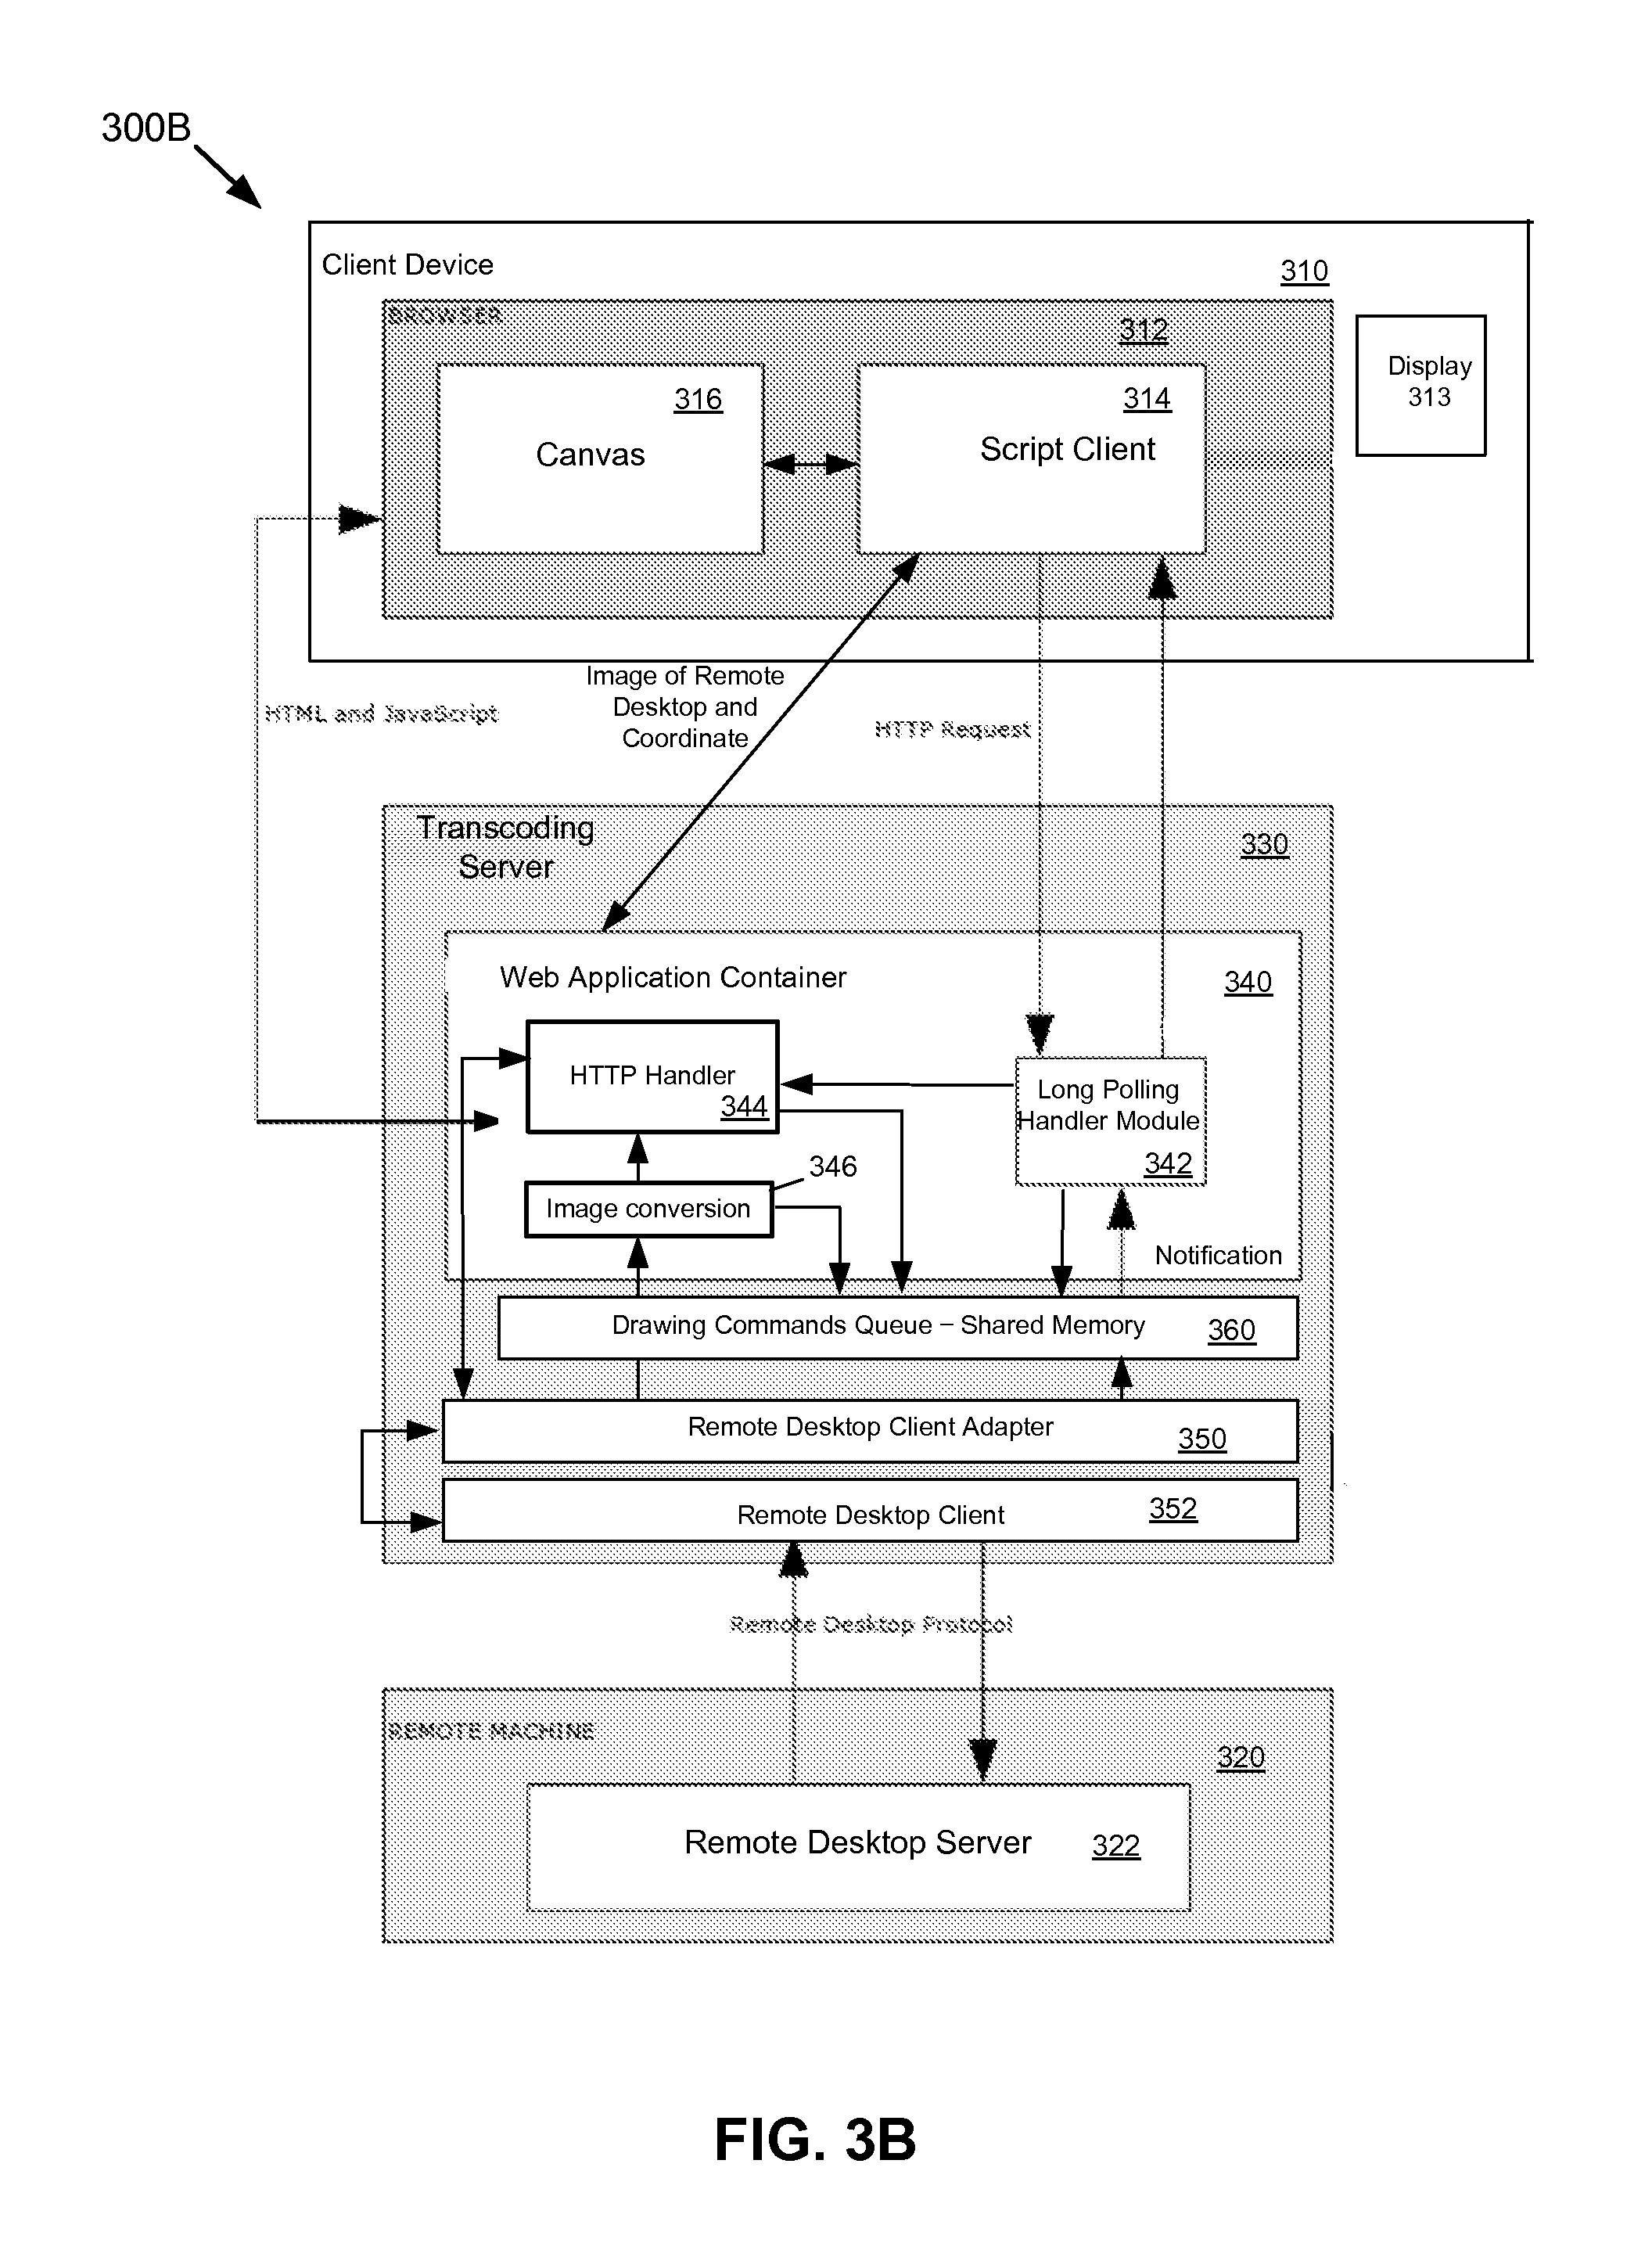 300B
Client Device
310
BROWSER
312
Display
313
316
Canvas
314
Script Client
Image of Remote
Desktop and
Coordinate
HTML and JavaScript
HTTP Request
Transcoding
Server
330
Web Application Container
340
HTTP Handler
344
Long Polling
Handler Module
342
346
Image conversion
Notification
Drawing Commands Queue – Shared Memory
360
Remote Desktop Client Adapter
350
Remote Desktop Client
352
Remote Desktop Protocol
REMOTE MACHINE
320
Remote Desktop Server
322
FIG. 3B